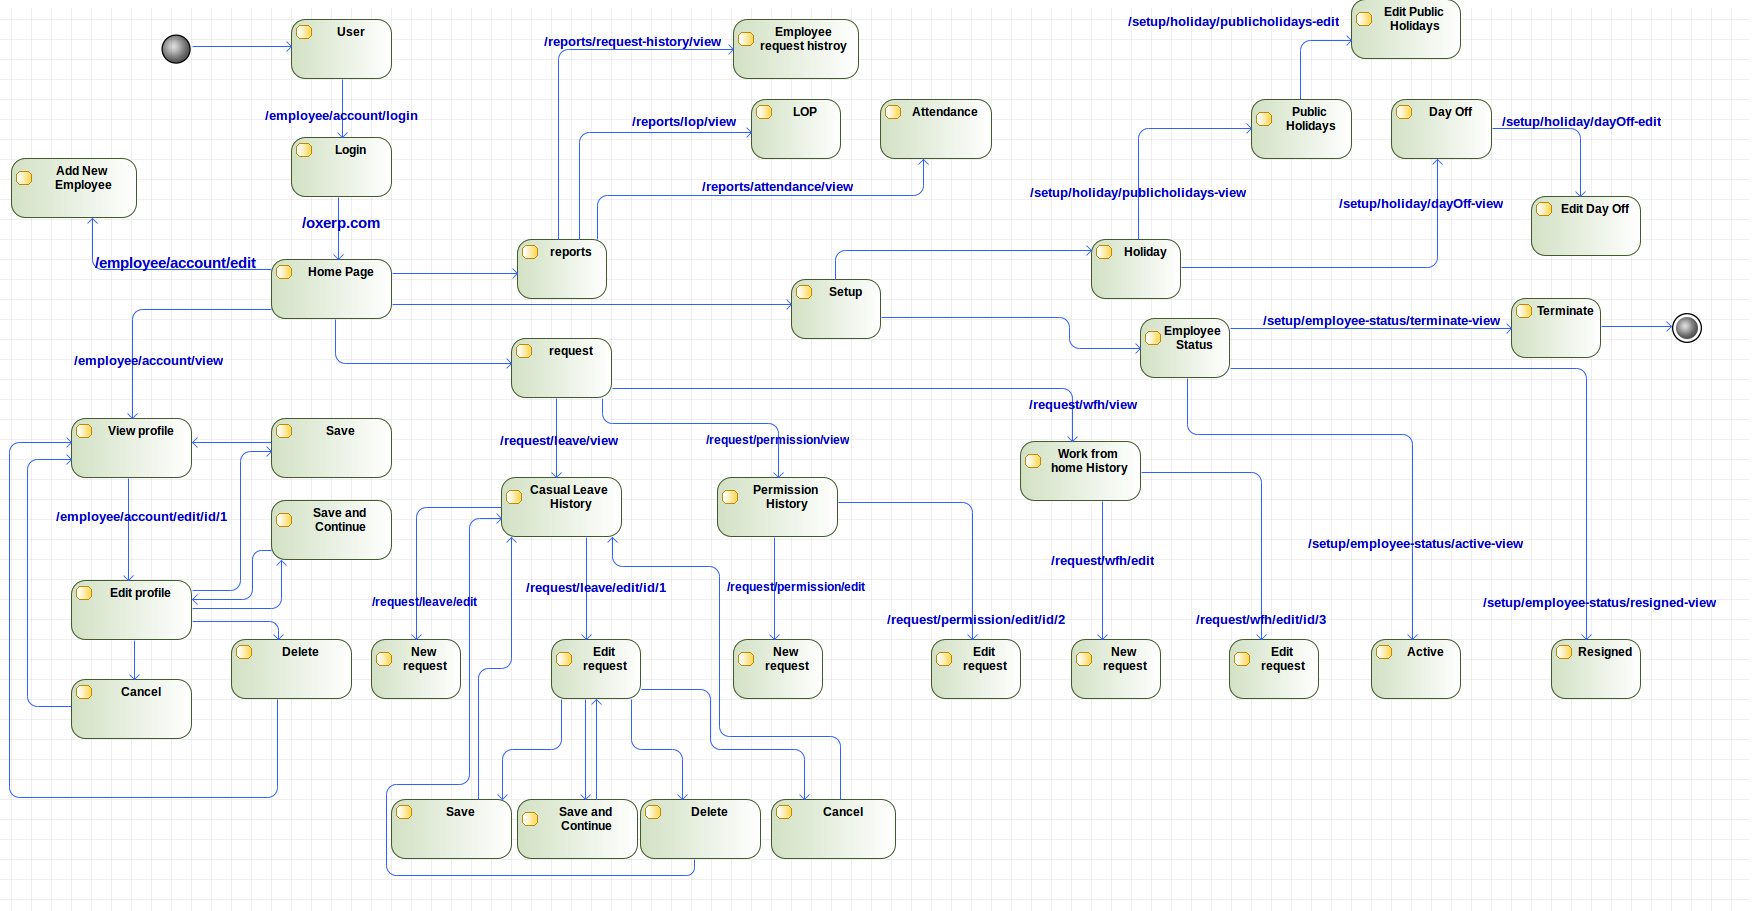 /setup/holiday/publicholidays-edit
Edit Public
Holidays
User
/reports/request-history/view
Employee
request histroy
/employee/account/login
/reports/lop/view
LOP
Attendance
Public
Holidays
Day Off
/setup/holiday/dayOff-edit
Login
Add New
Employee
/reports/attendance/view
/setup/holiday/publicholidays-view
/setup/holiday/dayOff-view
Edit Day Off
/oxerp.com
/employee/account/edit
Home Page
reports
Holiday
Setup
Employee
Status
/setup/employee-status/terminate-view
Terminate
/employee/account/view
request
/request/wfh/view
View profile
Save
/request/leave/view
/request/permission/view
Work from
home History
Casual Leave
History
Permission
History
/employee/account/edit/id/1
Save and
Continue
/setup/employee-status/active-view
/request/wfh/edit
Edit profile
/request/leave/edit
/request/leave/edit/id/1
/request/permission/edit
/setup/employee-status/resigned-view
/request/permission/edit/id/2
/request/wfh/edit/id/3
Delete
New
request
Edit
request
New
request
Edit
request
New
request
Edit
request
Active
Resigned
Cancel
Save
Save and
Continue
Delete
Cancel